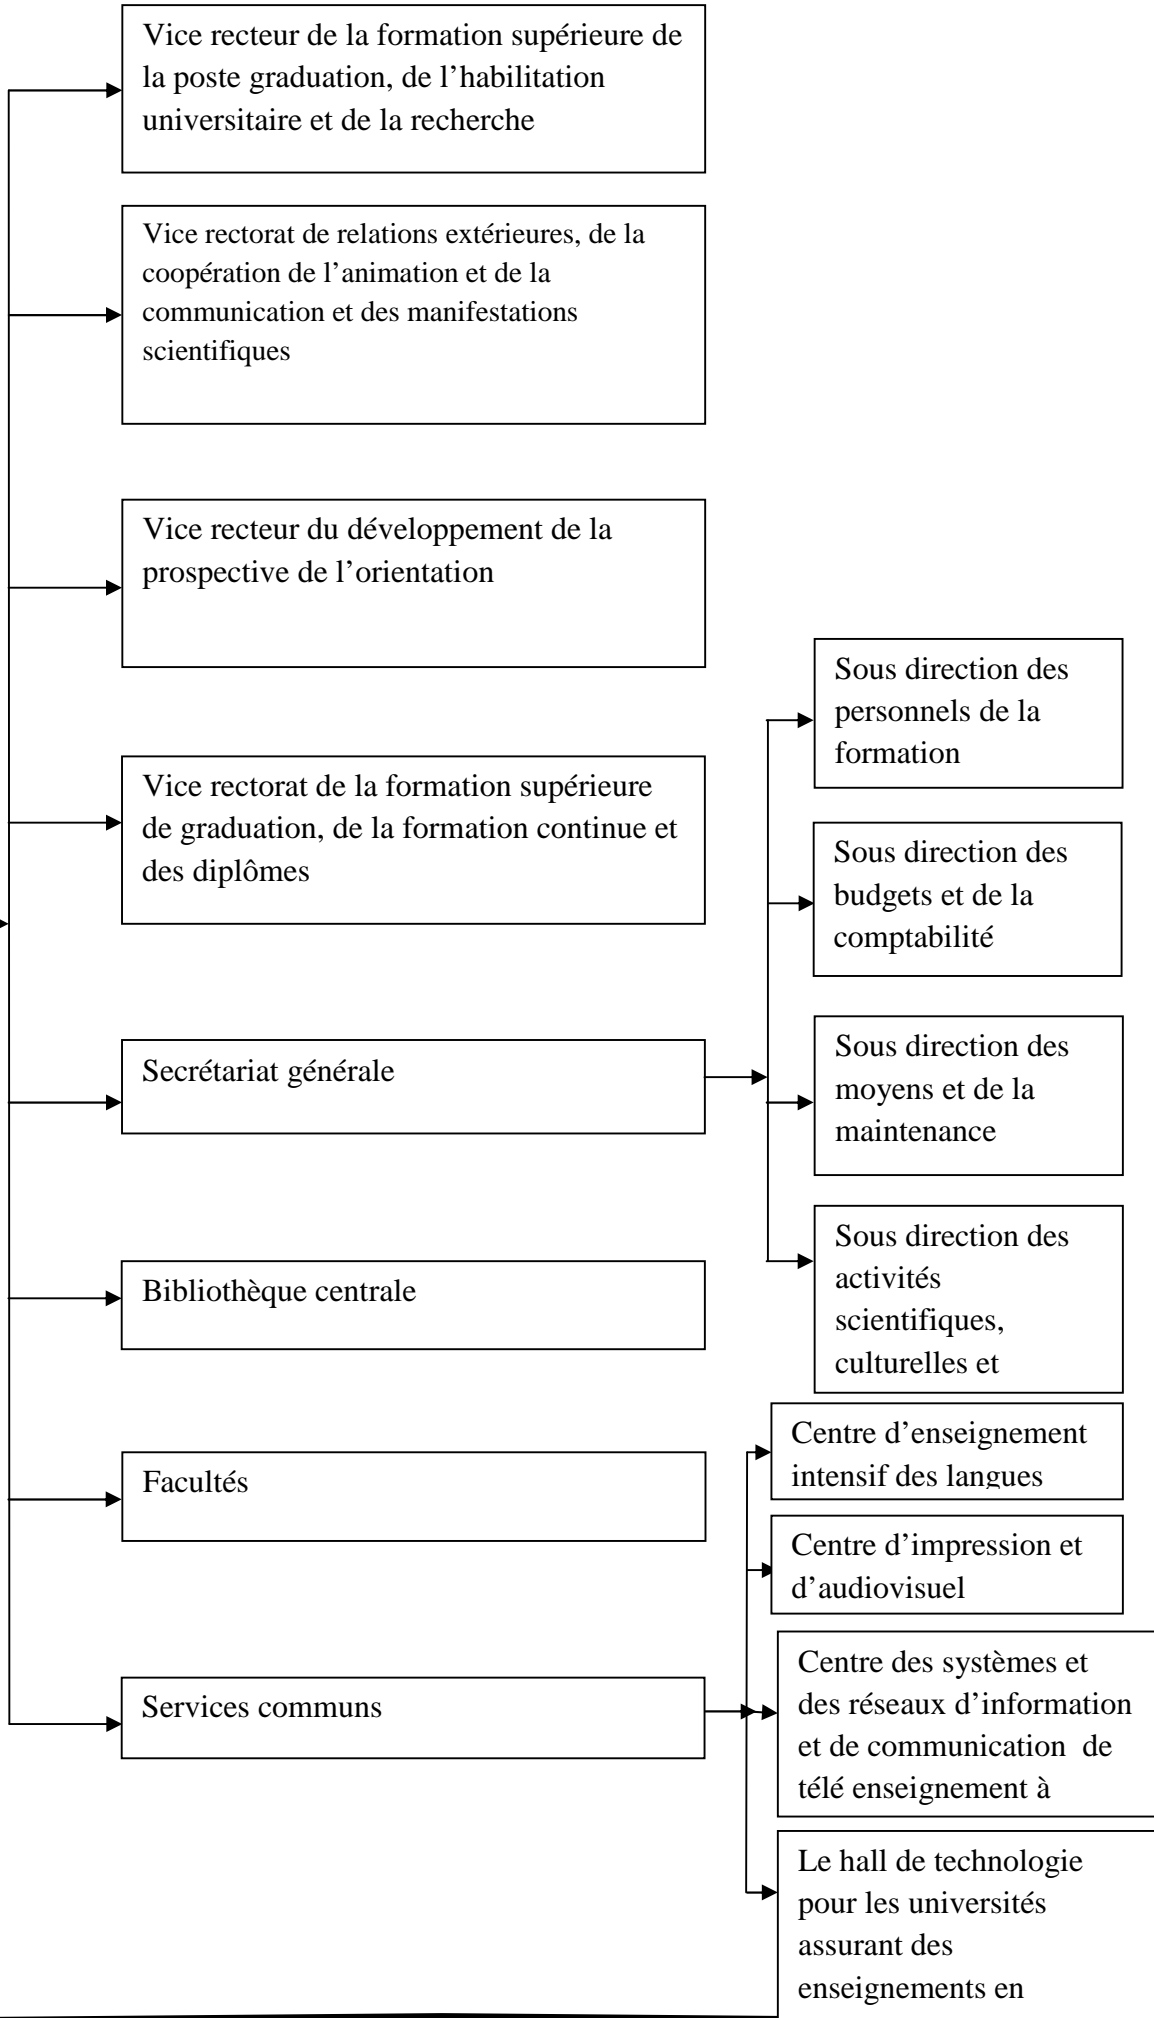 Vice recteur de la formation supérieure de
la poste graduation, de l’habilitation
universitaire et de la recherche
Vice rectorat de relations extérieures, de la
coopération de l’animation et de la
communication et des manifestations
scientifiques
Vice recteur du développement de la
prospective de l’orientation
Vice rectorat de la formation supérieure
de graduation, de la formation continue et
des diplômes
Secrétariat générale
Sous direction des
personnels de la
formation
Sous direction des
budgets et de la
comptabilité
Sous direction des
moyens et de la
maintenance
Sous direction des
activités
scientifiques,
culturelles et
Bibliothèque centrale
Facultés
Services communs
Centre d’enseignement
intensif des langues
Centre d’impression et
d’audiovisuel
Centre des systèmes et
des réseaux d’information
et de communication  de
télé enseignement à
Le hall de technologie
pour les universités
assurant des
enseignements en